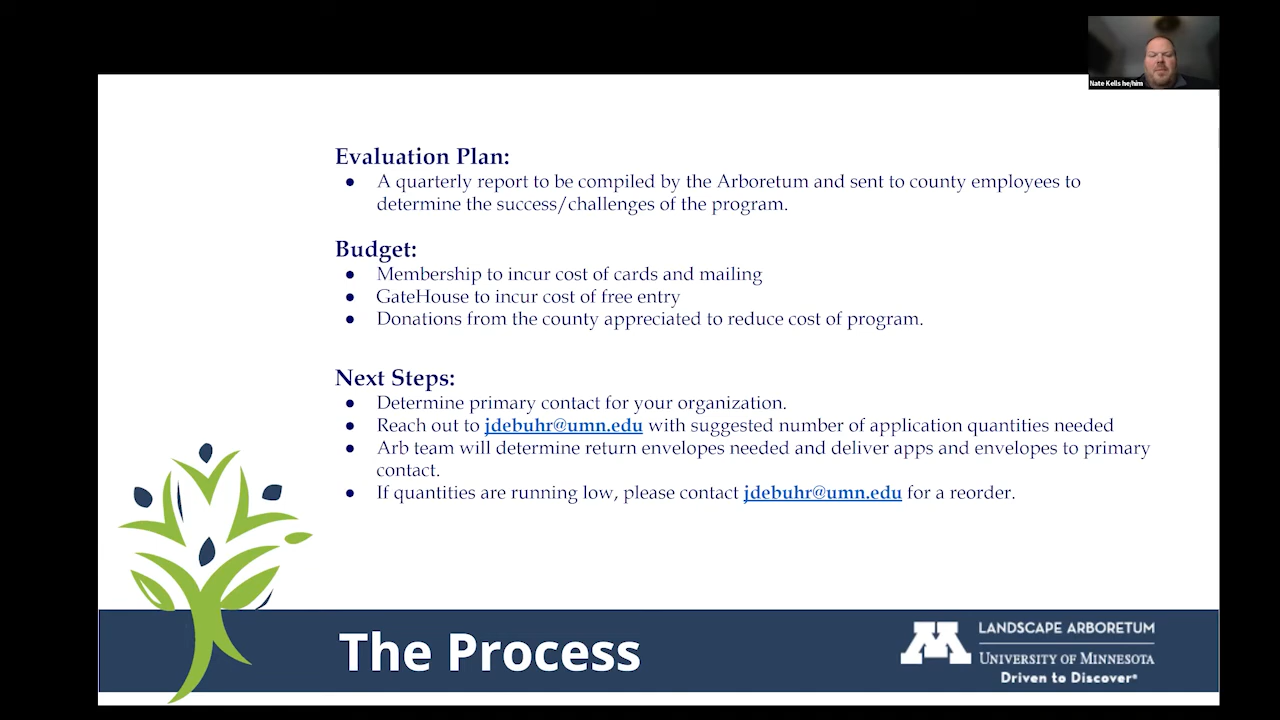 Nate Kells he/him
Evaluation Plan:
● A quarterly report to be compiled by the Arboretum and sent to county employees to
determine the success/challenges of the program.
Budget:
● Membership to incur cost of cards and mailing
● GateHouse to incur cost of free entry
● Donations from the county appreciated to reduce cost of program.
Next Steps:
● Determine primary contact for your organization.
● Reach out to jdebuhr@umn.edu with suggested number of application quantities needed
● Arb team will determine return envelopes needed and deliver apps and envelopes to primary
contact.
● If quantities are running low, please contact jdebuhr@umn.edu for a reorder.
The Process
M
LANDSCAPE ARBORETUM
UNIVERSITY OF MINNESOTA
Driven to Discover®